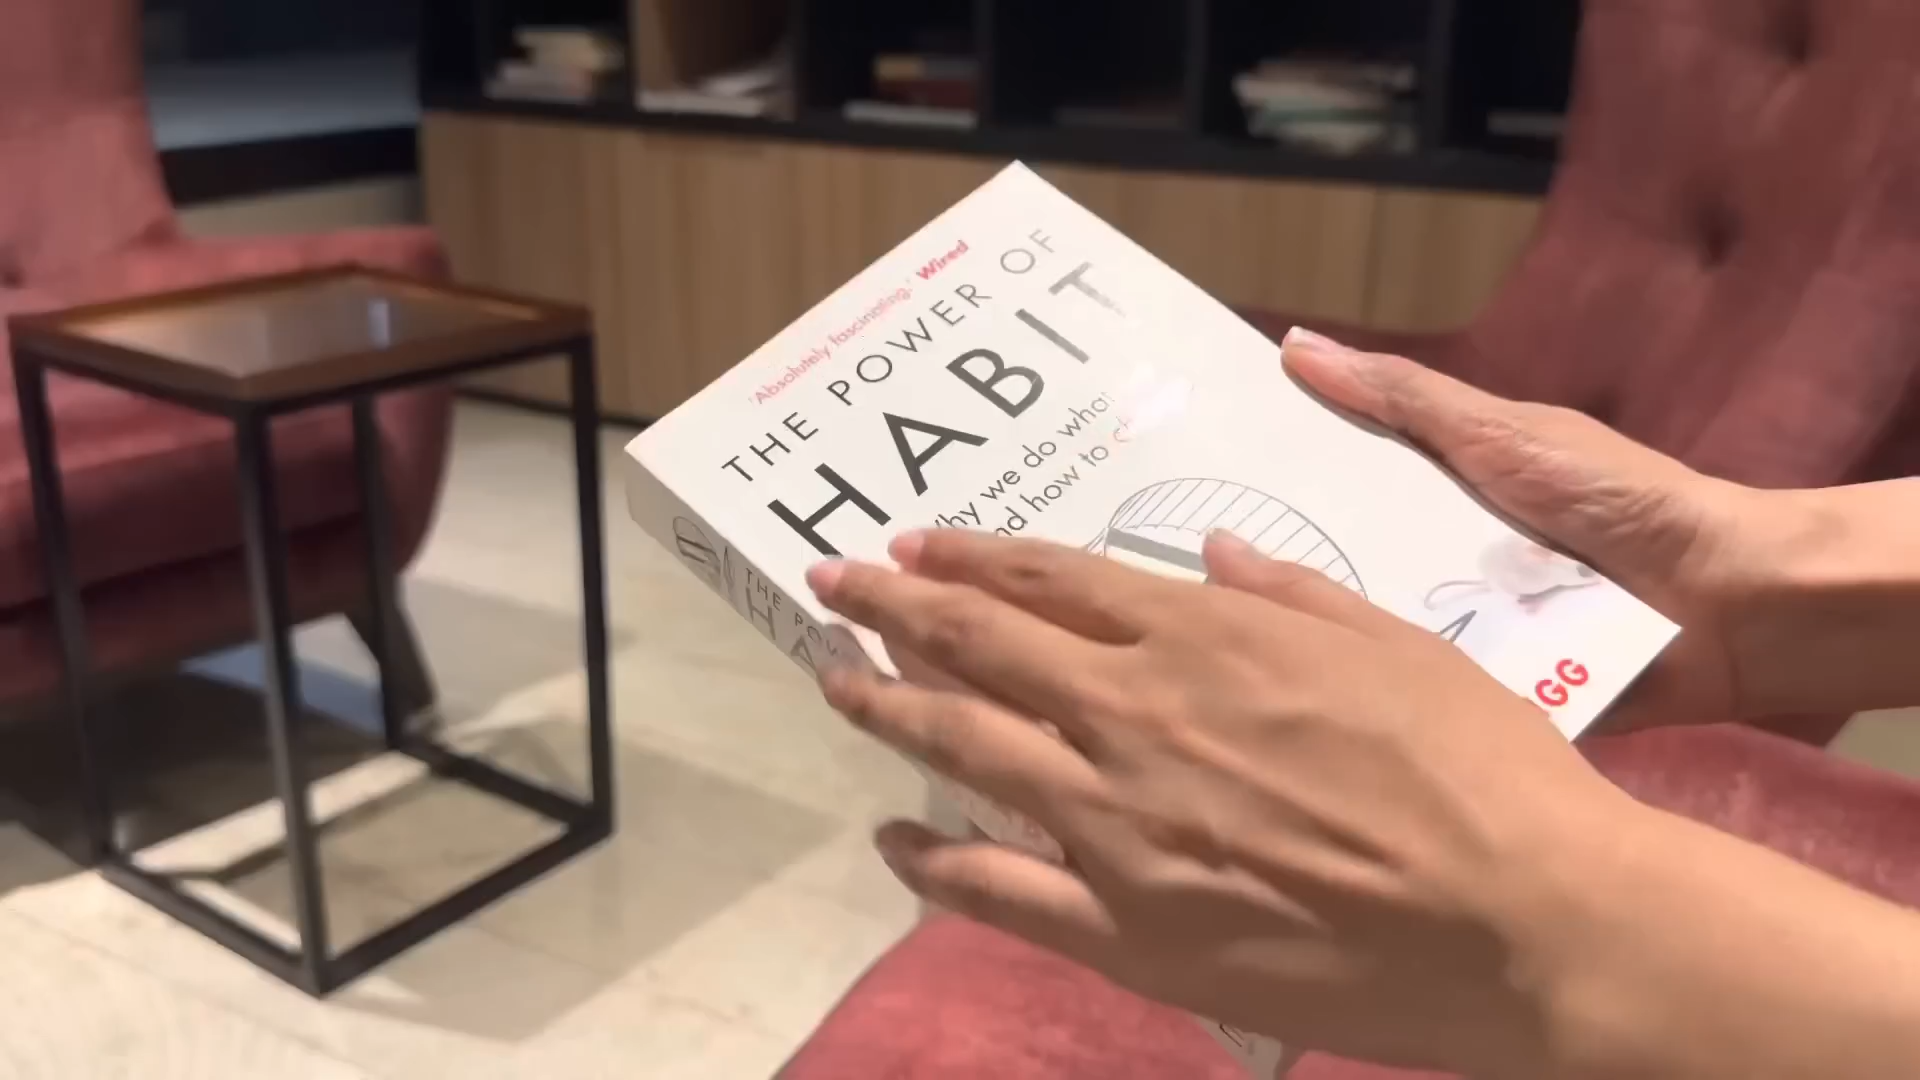 'Absolutely fascinating.' Wired
THE POWER OF
HABIT
Why we do what
and how to
GG
THE POW
HA